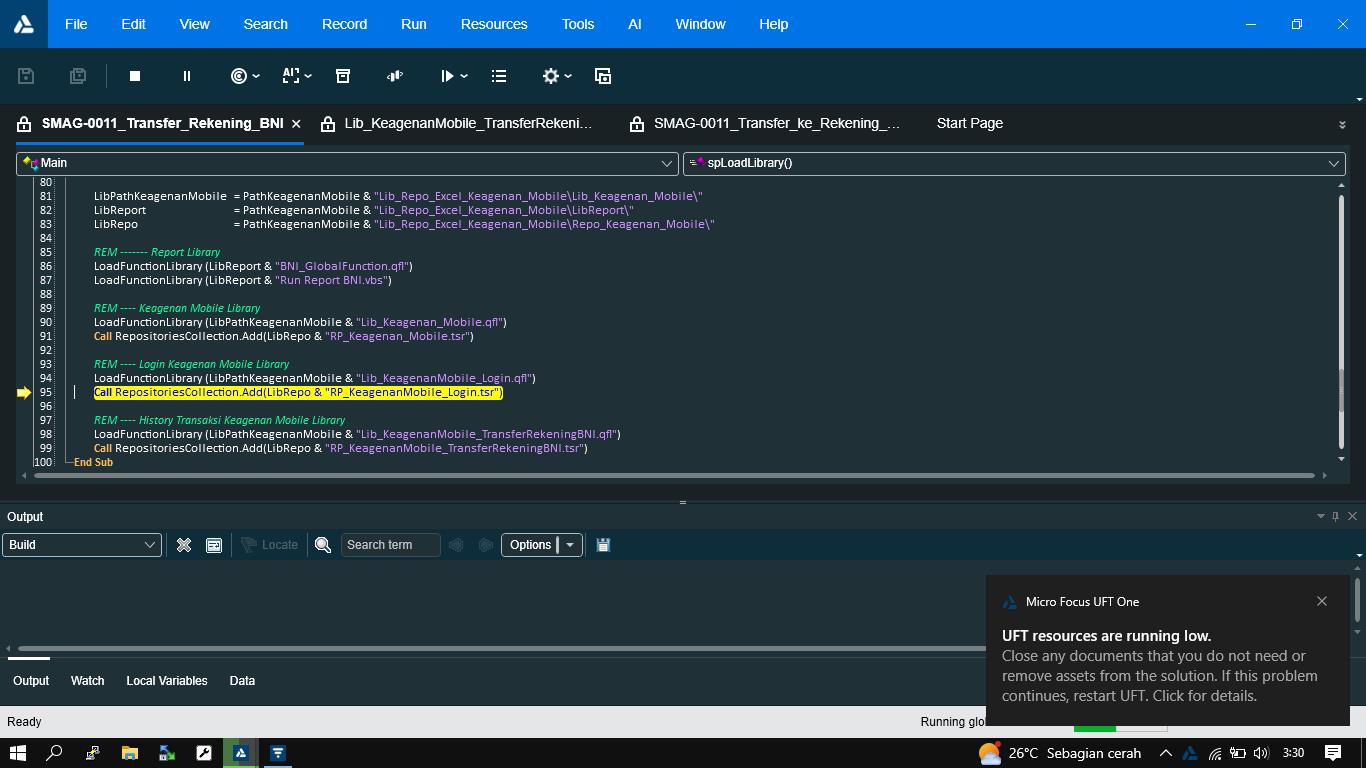 File Edit View Search Record Run Resources Tools AI Window Help
SMAG-0011_Transfer_Rekening_BNI Lib_KeagenanMobile_TransferRekeni... SMAG-0011_Transfer_ke_Rekening_... Start Page
Main spLoadLibrary()
80
81 LibPathKeagenanMobile = PathKeagenanMobile & "Lib_Repo_Excel_Keagenan_Mobile\Lib_Keagenan_Mobile\"
82 LibReport = PathKeagenanMobile & "Lib_Repo_Excel_Keagenan_Mobile\LibReport\"
83 LibRepo = PathKeagenanMobile & "Lib_Repo_Excel_Keagenan_Mobile\Repo_Keagenan_Mobile\"
84
85 REM ------- Report Library
86 LoadFunctionLibrary (LibReport & "BNI_GlobalFunction.qfl")
87 LoadFunctionLibrary (LibReport & "Run Report BNI.vbs")
88
89 REM ---- Keagenan Mobile Library
90 LoadFunctionLibrary (LibPathKeagenanMobile & "Lib_Keagenan_Mobile.qfl")
91 Call RepositoriesCollection.Add(LibRepo & "RP_Keagenan_Mobile.tsr")
92
93 REM ---- Login Keagenan Mobile Library
94 LoadFunctionLibrary (LibPathKeagenanMobile & "Lib_KeagenanMobile_Login.qfl")
95 Call RepositoriesCollection.Add(LibRepo & "RP_KeagenanMobile_Login.tsr")
96
97 REM ---- History Transaksi Keagenan Mobile Library
98 LoadFunctionLibrary (LibPathKeagenanMobile & "Lib_KeagenanMobile_TransferRekeningBNI.qfl")
99 Call RepositoriesCollection.Add(LibRepo & "RP_KeagenanMobile_TransferRekeningBNI.tsr")
100 End Sub
Output
Build Locate Search term Options
Micro Focus UFT One
UFT resources are running low.
Close any documents that you do not need or
remove assets from the solution. If this problem
continues, restart UFT. Click for details.
Output Watch Local Variables Data
Ready Running glo
26°C Sebagian cerah 3:30